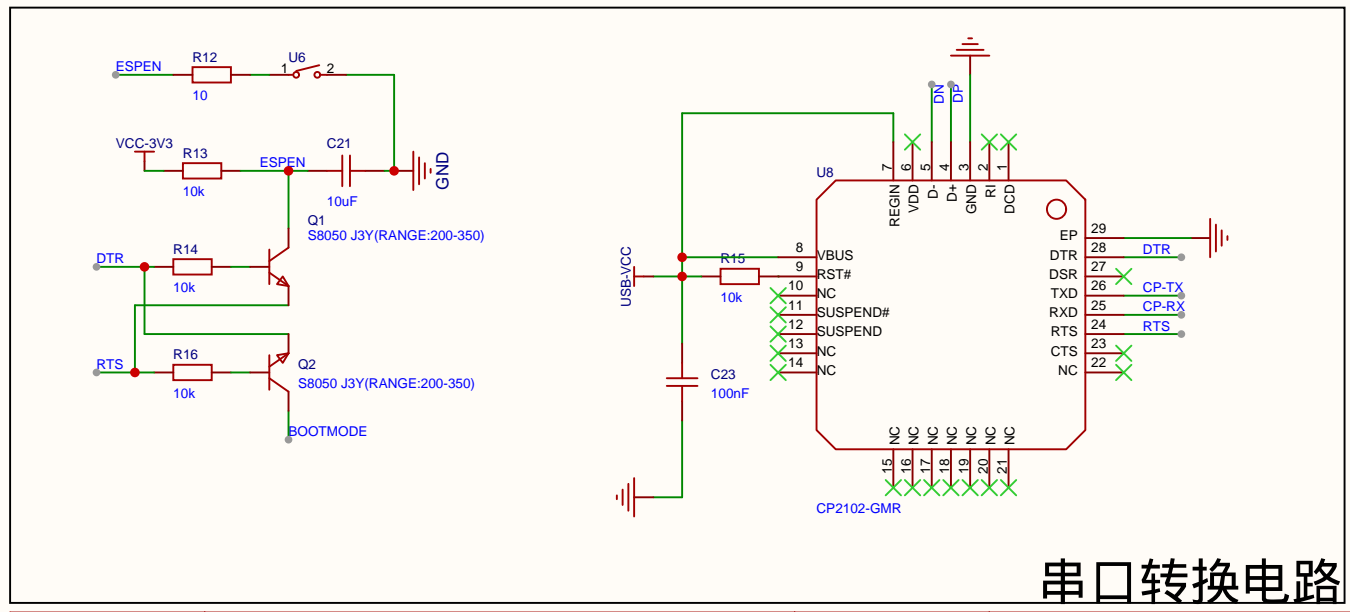 ESPEN
R12
10
U6
1
2
VCC-3V3
R13
10k
ESPEN
C21
10uF
GND
Q1
S8050 J3Y(RANGE:200-350)
DTR
R14
10k
RTS
R16
10k
Q2
S8050 J3Y(RANGE:200-350)
BOOTMODE
DN
DP
U8
7
6
5
4
3
2
1
REGIN
VDD
D-
D+
GND
RI
DCD
USB-VCC
R15
10k
C23
100nF
8 VBUS
9 RST#
10 NC
11 SUSPEND#
12 SUSPEND
13 NC
14 NC
EP 29
DTR 28 DTR
DSR 27
TXD 26 CP-TX
RXD 25 CP-RX
RTS 24 RTS
CTS 23
NC 22
NC
NC
NC
NC
NC
NC
NC
15
16
17
18
19
20
21
CP2102-GMR
串口转换电路